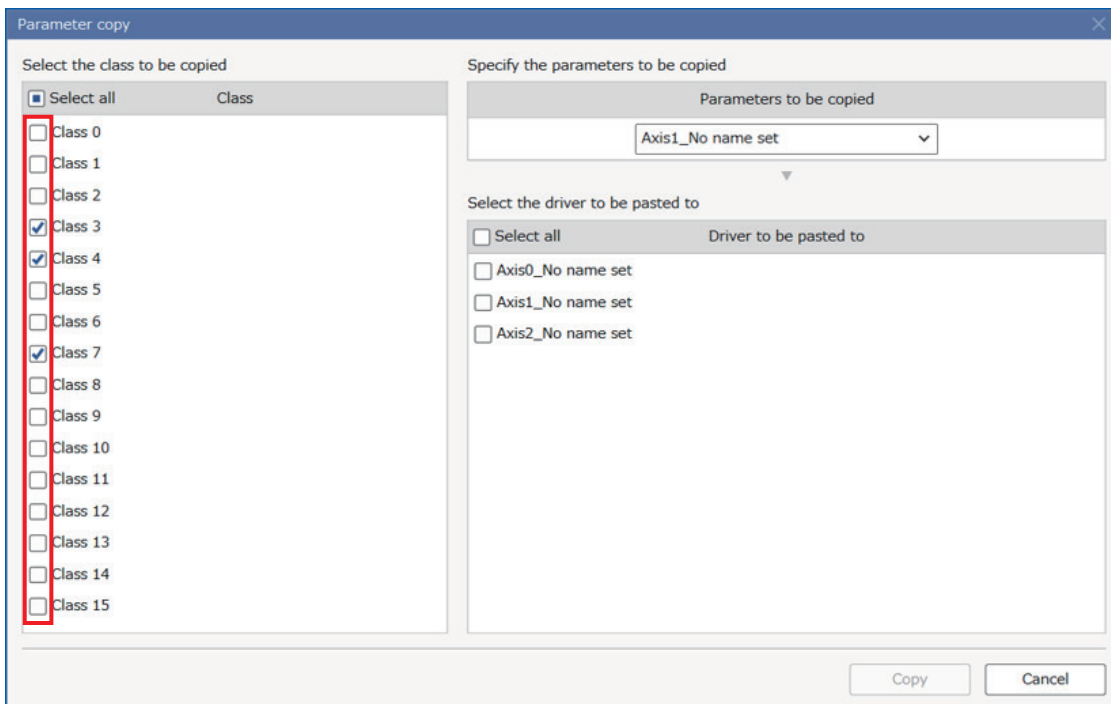 Parameter copy
Select the class to be copied
Select all Class
Class 0
Class 1
Class 2
Class 3
Class 4
Class 5
Class 6
Class 7
Class 8
Class 9
Class 10
Class 11
Class 12
Class 13
Class 14
Class 15
Specify the parameters to be copied
Parameters to be copied
Axis1_No name set
Select the driver to be pasted to
Select all Driver to be pasted to
Axis0_No name set
Axis1_No name set
Axis2_No name set
Copy Cancel